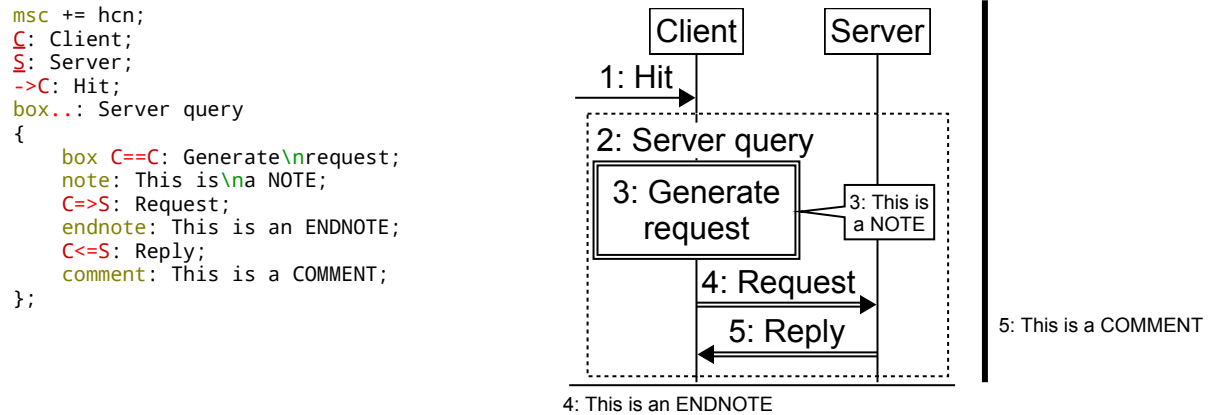 msc += hcn;
C: Client;
S: Server;
->C: Hit;
box..: Server query
{
    box C==C: Generate\nrequest;
    note: This is\na NOTE;
    C=>S: Request;
    endnote: This is an ENDNOTE;
    C<=S: Reply;
    comment: This is a COMMENT;
};
Client
Server
1: Hit
2: Server query
3: Generate
request
3: This is
a NOTE
4: Request
5: Reply
5: This is a COMMENT
4: This is an ENDNOTE